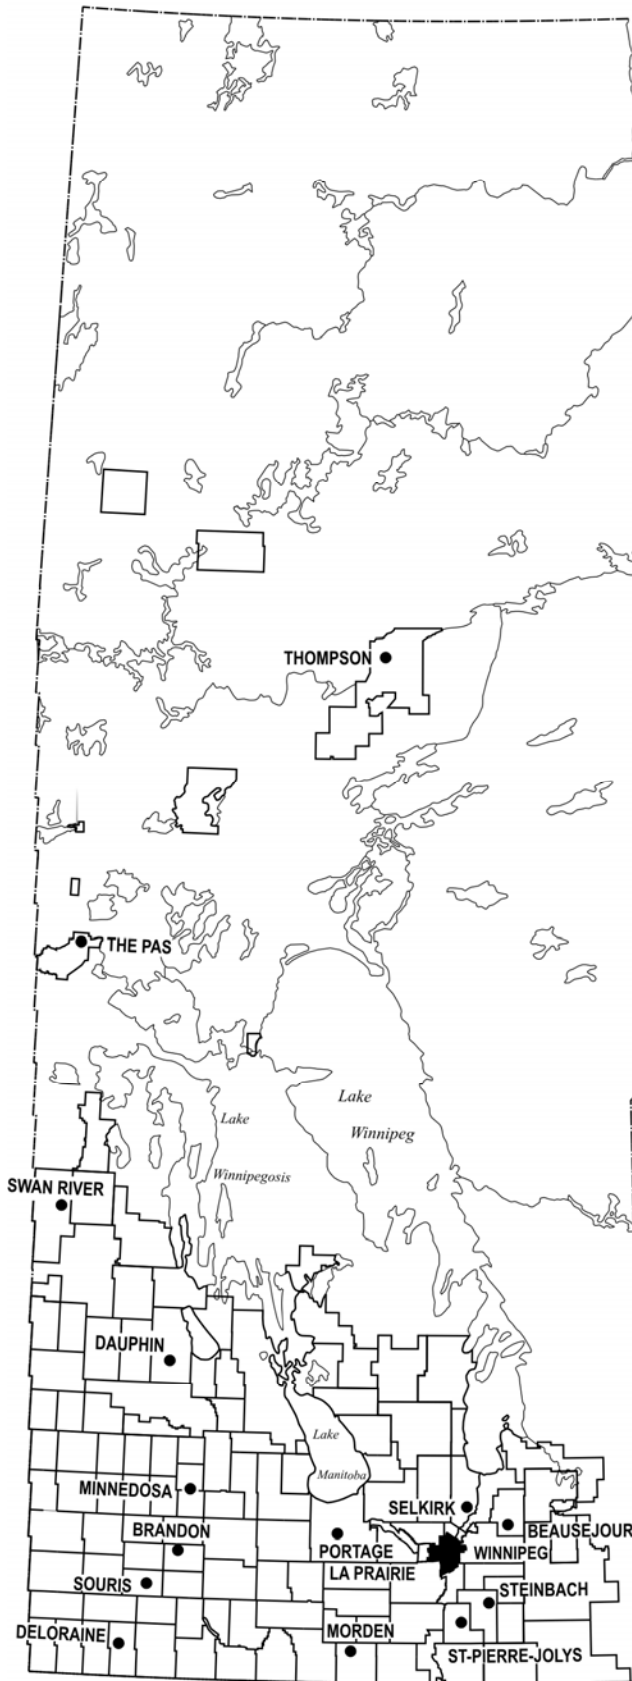 THOMPSON
THE PAS
Lake
Winnipeg
Lake
Winnipegosis
SWAN RIVER
DAUPHIN
Lake
Manitoba
MINNEDOSA
SELKIRK
BRANDON
BEAUSEJOUR
PORTAGE
LA PRAIRIE
WINNIPEG
SOURIS
STEINBACH
DELORAINE
MORDEN
ST-PIERRE-JOLYS